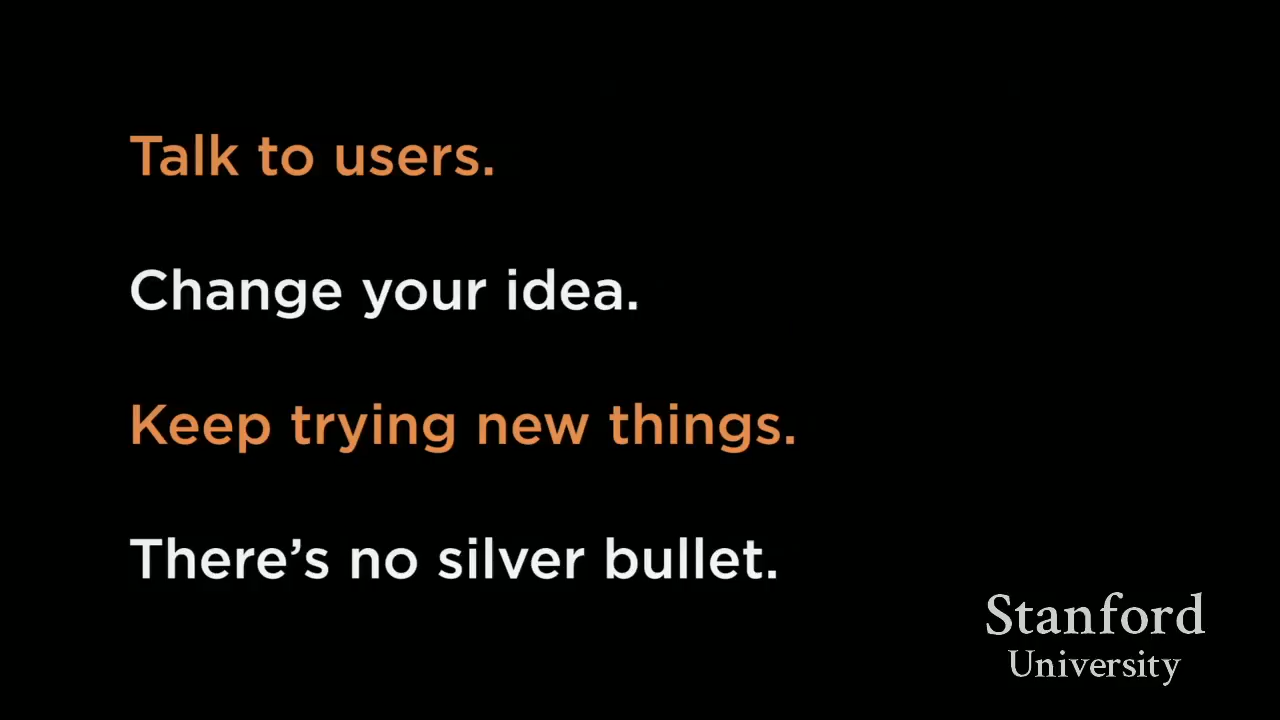 Talk to users.
Change your idea.
Keep trying new things.
There’s no silver bullet.
Stanford
University